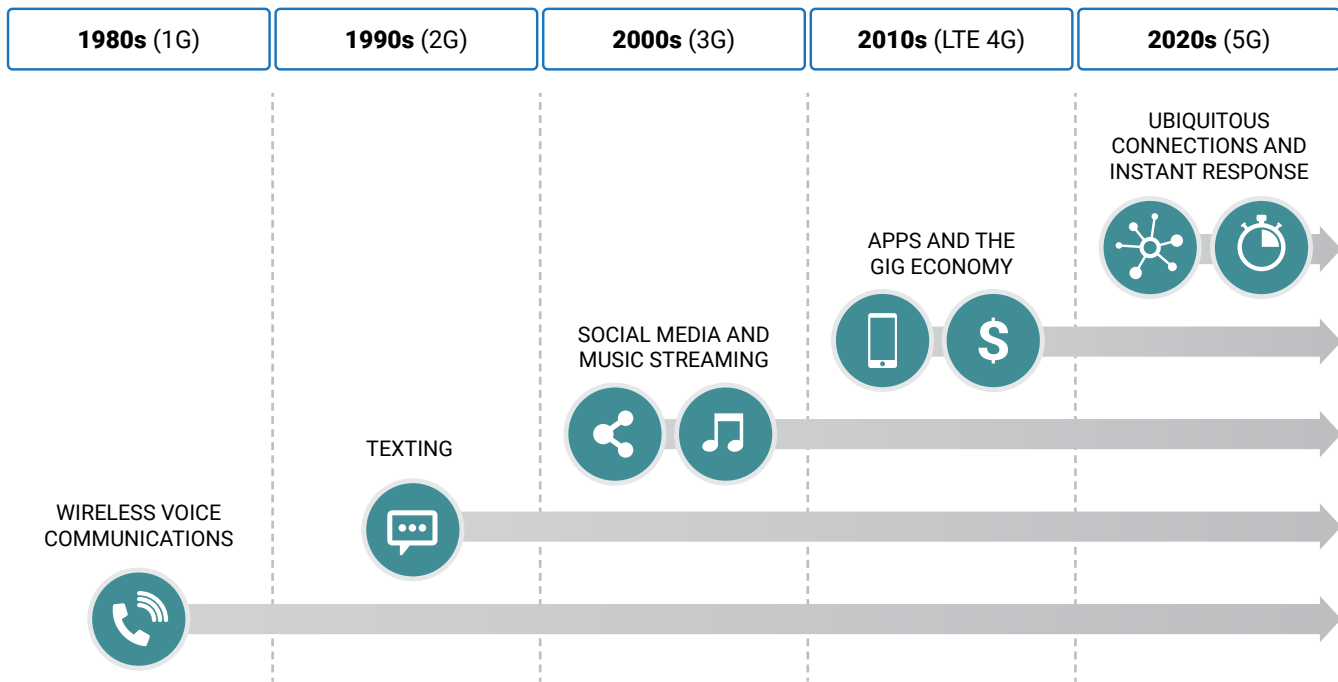 1980s (1G)
1990s (2G)
2000s (3G)
2010s (LTE 4G)
2020s (5G)
UBIQUITOUS
CONNECTIONS AND
INSTANT RESPONSE
APPS AND THE
GIG ECONOMY
$
SOCIAL MEDIA AND
MUSIC STREAMING
TEXTING
WIRELESS VOICE
COMMUNICATIONS